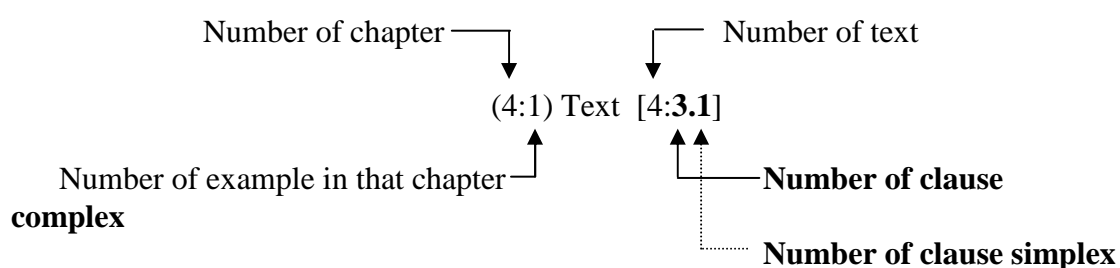 Number of chapter Number of text
(4:1) Text [4:3.1]
Number of example in that chapter Number of clause
complex
Number of clause simplex